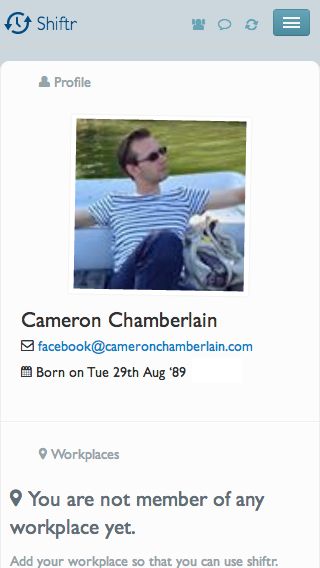 Shiftr
Profile
Cameron Chamberlain
facebook@cameronchamberlain.com
Born on Tue 29th Aug '89
Workplaces
You are not member of any
workplace yet.
Add your workplace so that you can use shiftr.